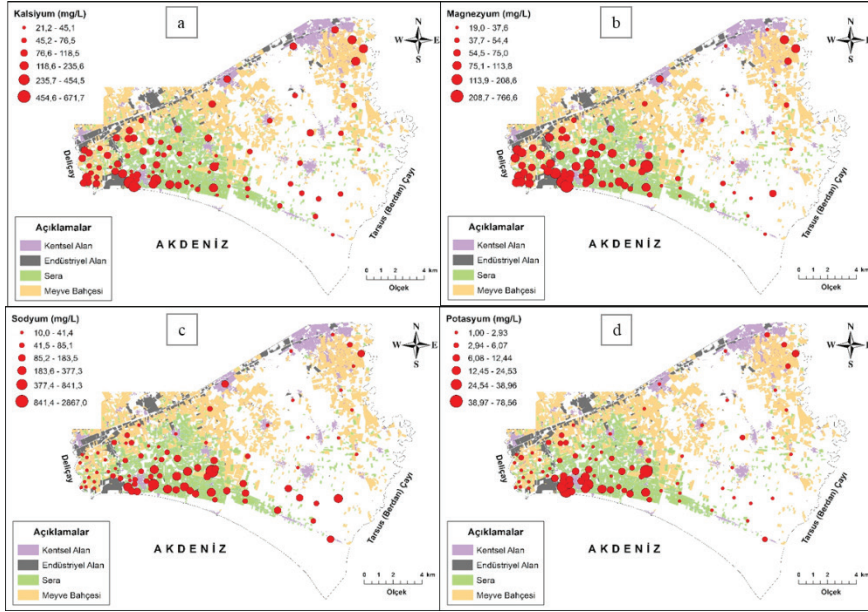 Kalsiyum (mg/L)
21,2 - 45,1
45,2 - 76,5
76,6 - 118,5
118,6 - 235,6
235,7 - 454,5
454,6 - 671,7
a
N
W E
S
Deliçay
Tarsus (Berdan) Çayı
AKDENİZ
Açıklamalar
Kentsel Alan
Endüstriyel Alan
Sera
Meyve Bahçesi
0 1 2 4 km
Ölçek
Magnezyum (mg/L)
19,0 - 37,6
37,7 - 54,4
54,5 - 75,0
75,1 - 113,8
113,9 - 208,6
208,7 - 766,6
b
N
W E
S
Deliçay
Tarsus (Berdan) Çayı
AKDENİZ
Açıklamalar
Kentsel Alan
Endüstriyel Alan
Sera
Meyve Bahçesi
0 1 2 4 km
Ölçek
Sodyum (mg/L)
10,0 - 41,4
41,5 - 85,1
85,2 - 183,5
183,6 - 377,3
377,4 - 841,3
841,4 - 2867,0
c
N
W E
S
Deliçay
Tarsus (Berdan) Çayı
AKDENİZ
Açıklamalar
Kentsel Alan
Endüstriyel Alan
Sera
Meyve Bahçesi
0 1 2 4 km
Ölçek
Potasyum (mg/L)
1,00 - 2,93
2,94 - 6,07
6,08 - 12,44
12,45 - 24,53
24,54 - 38,96
38,97 - 78,56
d
N
W E
S
Deliçay
Tarsus (Berdan) Çayı
AKDENİZ
Açıklamalar
Kentsel Alan
Endüstriyel Alan
Sera
Meyve Bahçesi
0 1 2 4 km
Ölçek